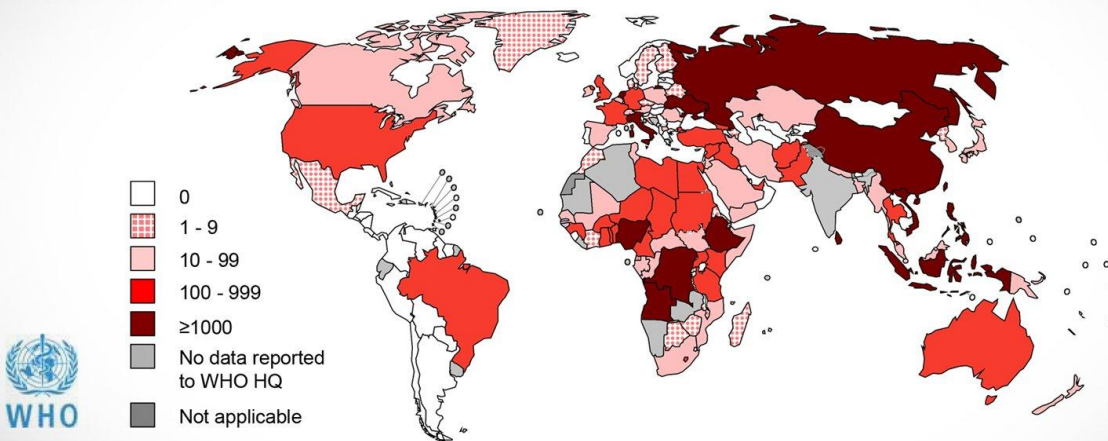 0
1 - 9
10 - 99
100 - 999
≥1000
No data reported
to WHO HQ
Not applicable
WHO